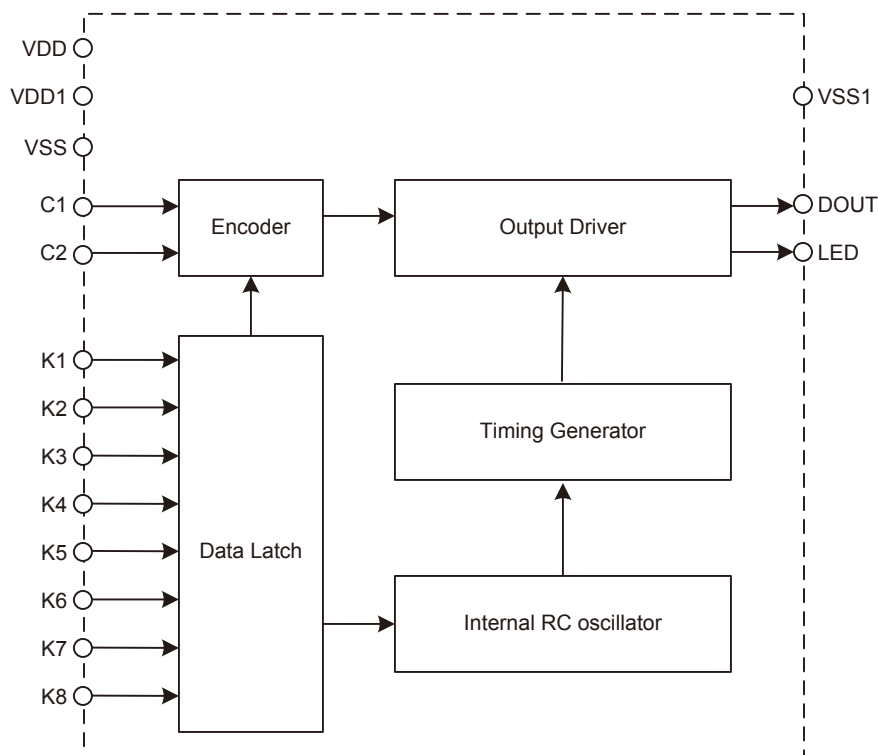 VDD
VDD1
VSS1
VSS
C1
Encoder
Output Driver
DOUT
C2
LED
K1
K2
Timing Generator
K3
K4
K5
Data Latch
K6
Internal RC oscillator
K7
K8